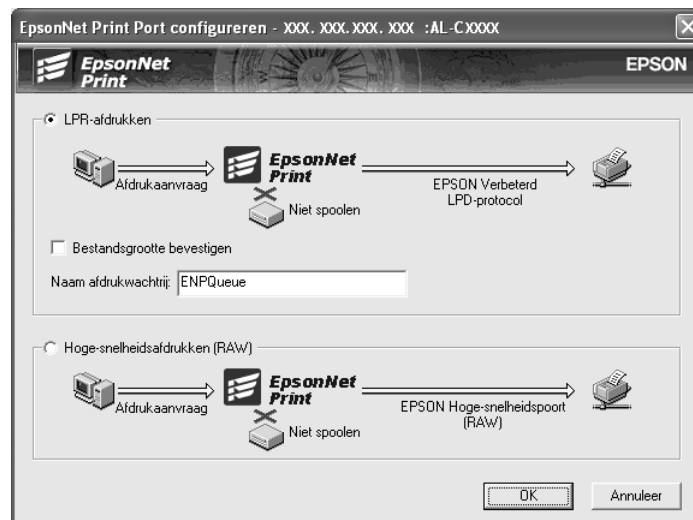 EpsonNet Print Port configureren - XXX. XXX.XXX. XXX :AL-CXXXX
EpsonNet
Print
EPSON
LPR-afdrukken
Afdrukaanvraag
EpsonNet
Print
Niet spoolen
EPSON Verbeterd
LPD-protocol
Bestandsgrootte bevestigen
Naam afdrukwachtrij: ENPQueue
Hoge-snelheidsafdrukken (RAW)
Afdrukaanvraag
EpsonNet
Print
Niet spoolen
EPSON Hoge-snelheidspoort
(RAW)
OK
Annuleer